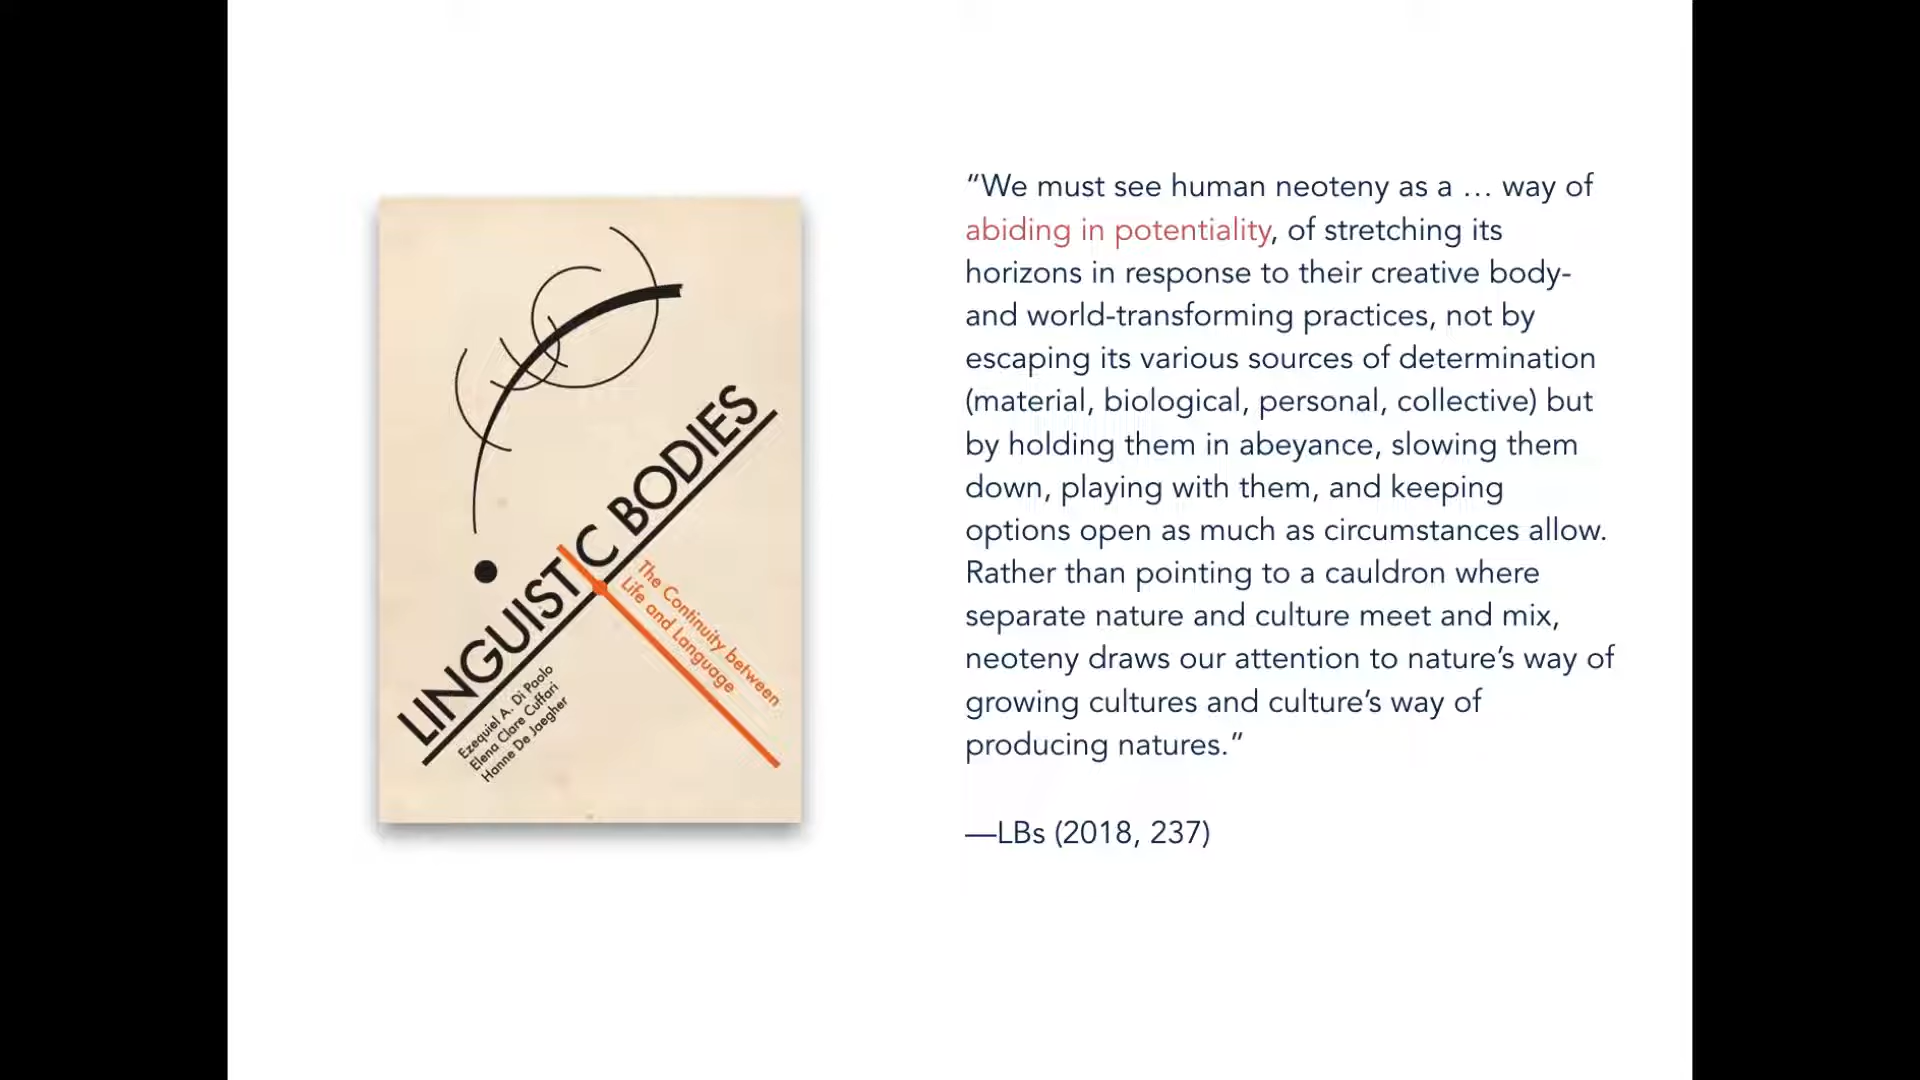 LINGUISTIC BODIES
The Continuity between
Life and Language
Ezequiel A. Di Paolo
Elena Clare Cuffari
Hanne De Jaegher
“We must see human neoteny as a … way of
abiding in potentiality, of stretching its
horizons in response to their creative body-
and world-transforming practices, not by
escaping its various sources of determination
(material, biological, personal, collective) but
by holding them in abeyance, slowing them
down, playing with them, and keeping
options open as much as circumstances allow.
Rather than pointing to a cauldron where
separate nature and culture meet and mix,
neoteny draws our attention to nature’s way of
growing cultures and culture’s way of
producing natures.”
—LBs (2018, 237)